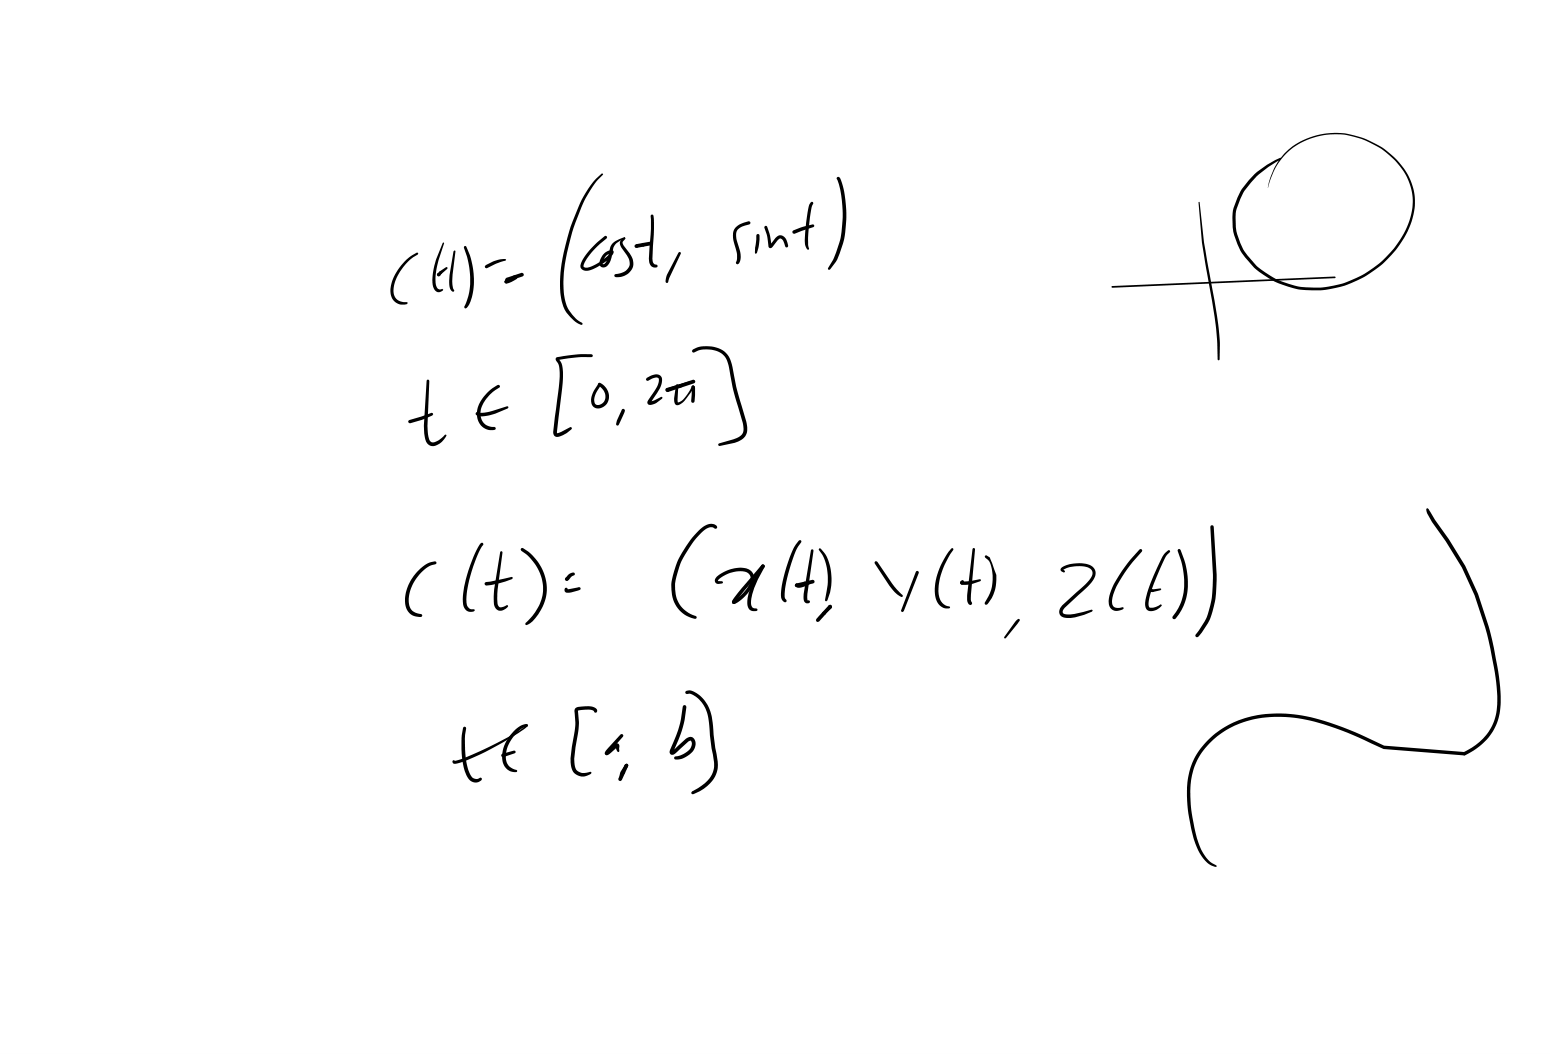 c(t) = (cost, sint)
t ∈ [0, 2π]
c(t) = (x(t), y(t), z(t))
t ∈ [a, b]